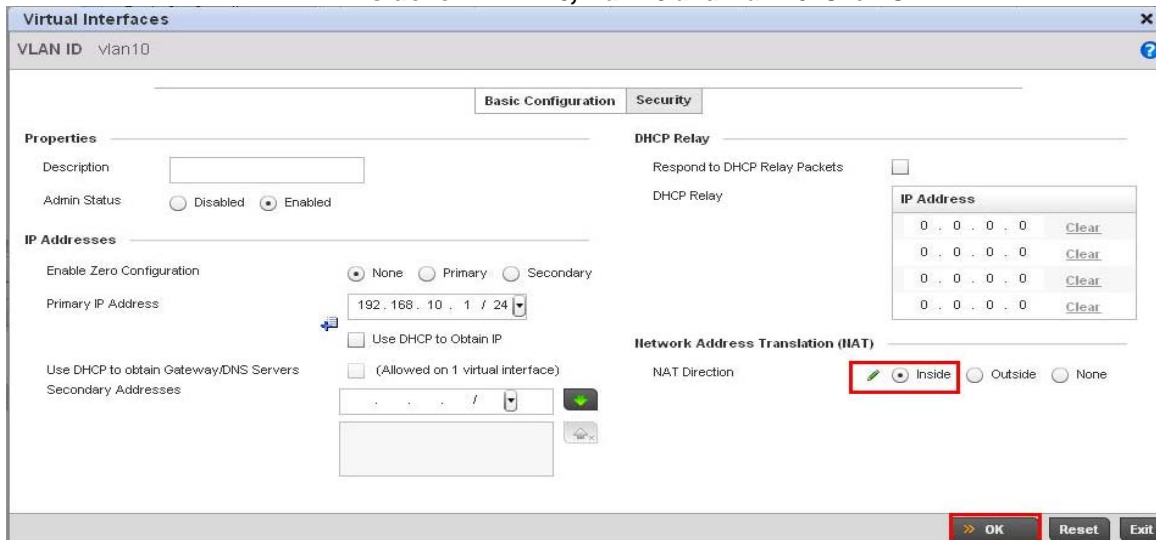 Virtual Interfaces
VLAN ID vlan10
Basic Configuration Security
Properties
Description
Admin Status Disabled Enabled
IP Addresses
Enable Zero Configuration None Primary Secondary
Primary IP Address 192.168.10.1 / 24
Use DHCP to Obtain IP
Use DHCP to obtain Gateway/DNS Servers (Allowed on 1 virtual interface)
Secondary Addresses . . . /
DHCP Relay
Respond to DHCP Relay Packets
DHCP Relay
IP Address
0 . 0 . 0 . 0 Clear
0 . 0 . 0 . 0 Clear
0 . 0 . 0 . 0 Clear
0 . 0 . 0 . 0 Clear
Network Address Translation (NAT)
NAT Direction Inside Outside None
OK Reset Exit